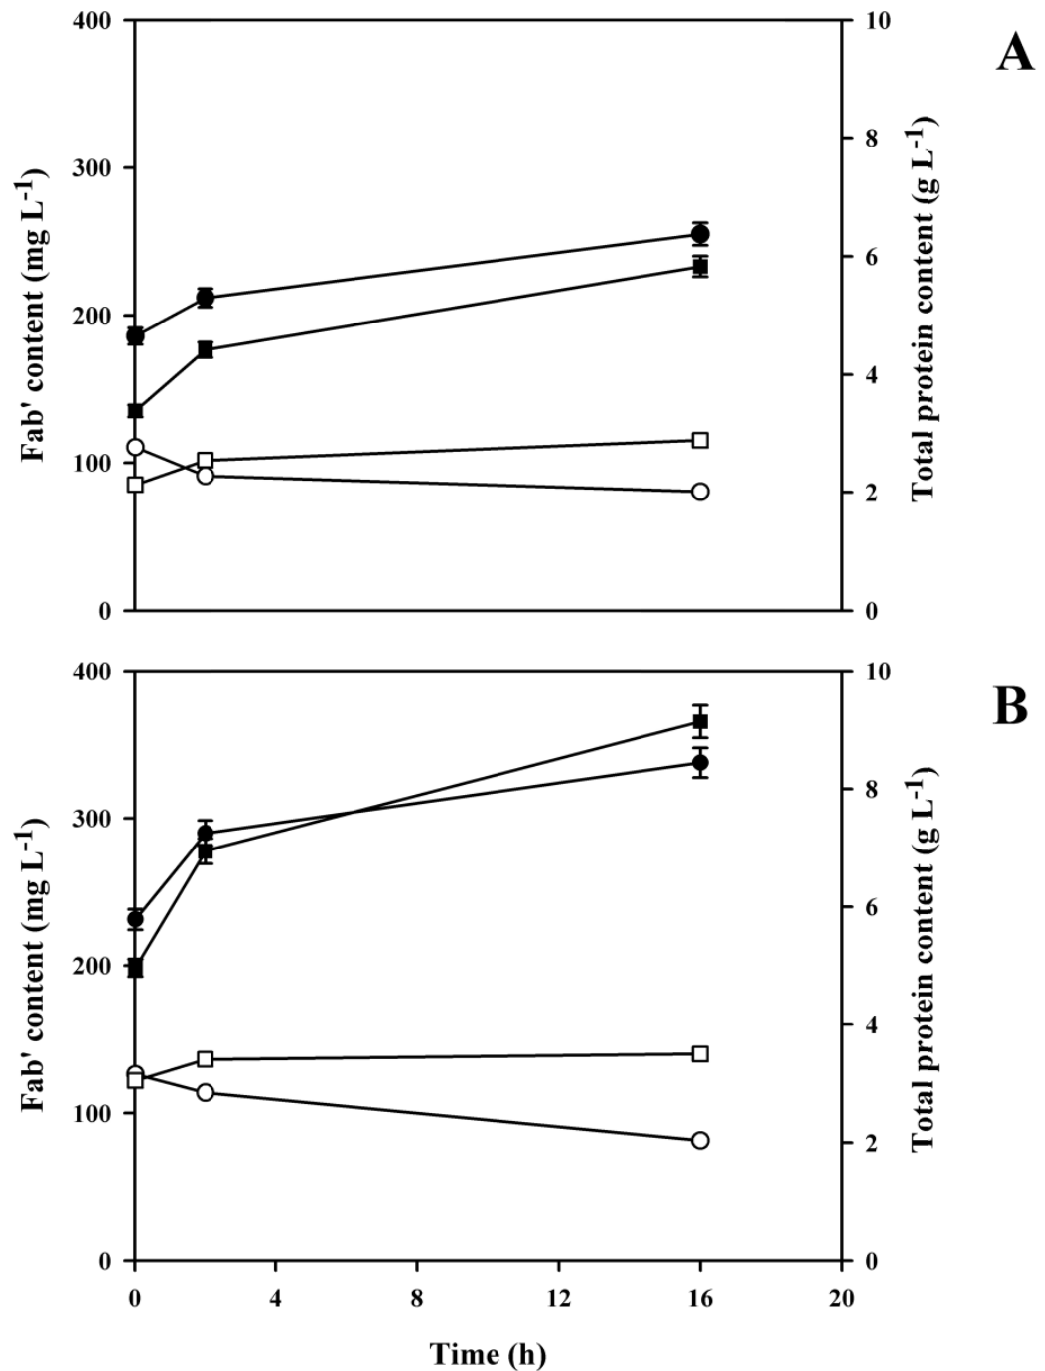 A
400
300
200
100
0
Fab' content (mg L-1)
10
8
6
4
2
0
Total protein content (g L-1)
B
400
300
200
100
0
Fab' content (mg L-1)
10
8
6
4
2
0
Total protein content (g L-1)
0 4 8 12 16 20
Time (h)